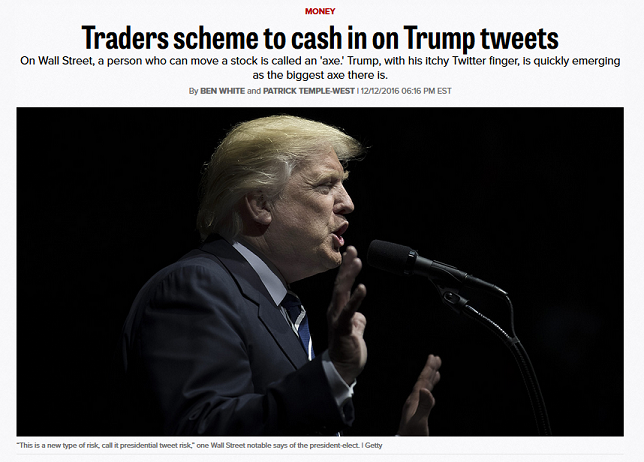 MONEY
Traders scheme to cash in on Trump tweets
On Wall Street, a person who can move a stock is called an 'axe.' Trump, with his itchy Twitter finger, is quickly emerging
as the biggest axe there is.
By BEN WHITE and PATRICK TEMPLE-WEST | 12/12/2016 06:16 PM EST
"This is a new type of risk, call it presidential tweet risk," one Wall Street notable says of the president-elect. | Getty